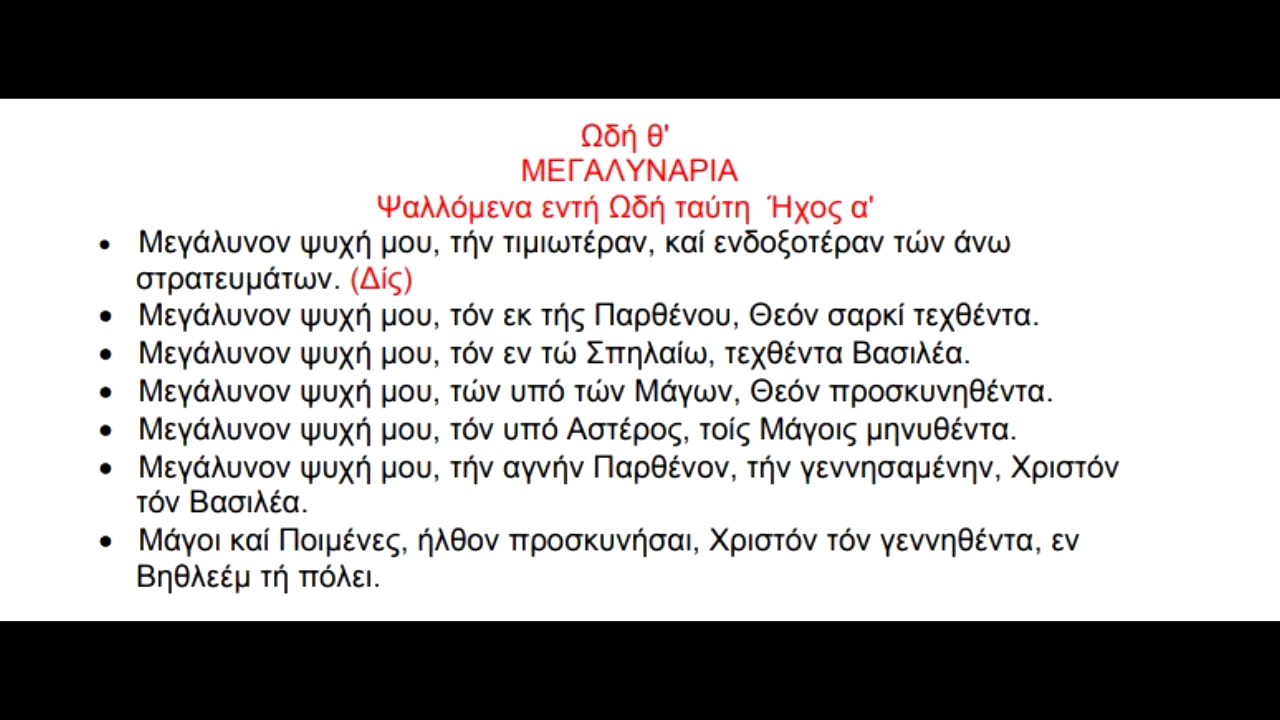 Ωδή θ'
ΜΕΓΑΛΥΝΑΡΙΑ
Ψαλλόμενα εντή Ωδή ταύτη Ήχος α'
• Μεγάλυνον ψυχή μου, τήν τιμιωτέραν, καί ενδοξοτέραν τών άνω
στρατευμάτων. (Δίς)
• Μεγάλυνον ψυχή μου, τόν εκ τής Παρθένου, Θεόν σαρκί τεχθέντα.
• Μεγάλυνον ψυχή μου, τόν εν τώ Σπηλαίω, τεχθέντα Βασιλέα.
• Μεγάλυνον ψυχή μου, τών υπό τών Μάγων, Θεόν προσκυνηθέντα.
• Μεγάλυνον ψυχή μου, τόν υπό Αστέρος, τοίς Μάγοις μηνυθέντα.
• Μεγάλυνον ψυχή μου, τήν αγνήν Παρθένον, τήν γεννησαμένην, Χριστόν
τόν Βασιλέα.
• Μάγοι καί Ποιμένες, ήλθον προσκυνήσαι, Χριστόν τόν γεννηθέντα, εν
Βηθλεέμ τή πόλει.